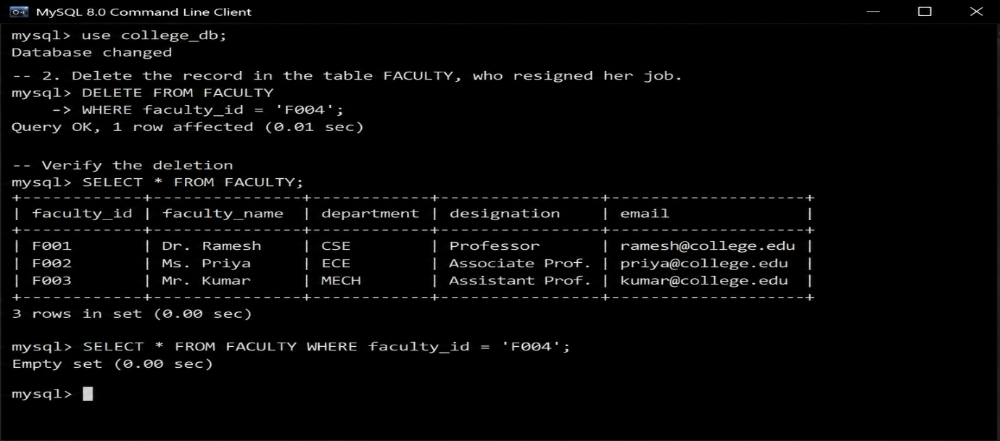 MySQL 8.0 Command Line Client
mysql> use college_db;
Database changed
-- 2. Delete the record in the table FACULTY, who resigned her job.
mysql> DELETE FROM FACULTY
    -> WHERE faculty_id = 'F004';
Query OK, 1 row affected (0.01 sec)
-- Verify the deletion
mysql> SELECT * FROM FACULTY;
+------------+---------------+------------+----------------+--------------------+
| faculty_id | faculty_name  | department | designation    | email              |
+------------+---------------+------------+----------------+--------------------+
| F001       | Dr. Ramesh    | CSE        | Professor      | ramesh@college.edu |
| F002       | Ms. Priya     | ECE        | Associate Prof. | priya@college.edu  |
| F003       | Mr. Kumar     | MECH       | Assistant Prof. | kumar@college.edu  |
+------------+---------------+------------+----------------+--------------------+
3 rows in set (0.00 sec)
mysql> SELECT * FROM FACULTY WHERE faculty_id = 'F004';
Empty set (0.00 sec)
mysql>